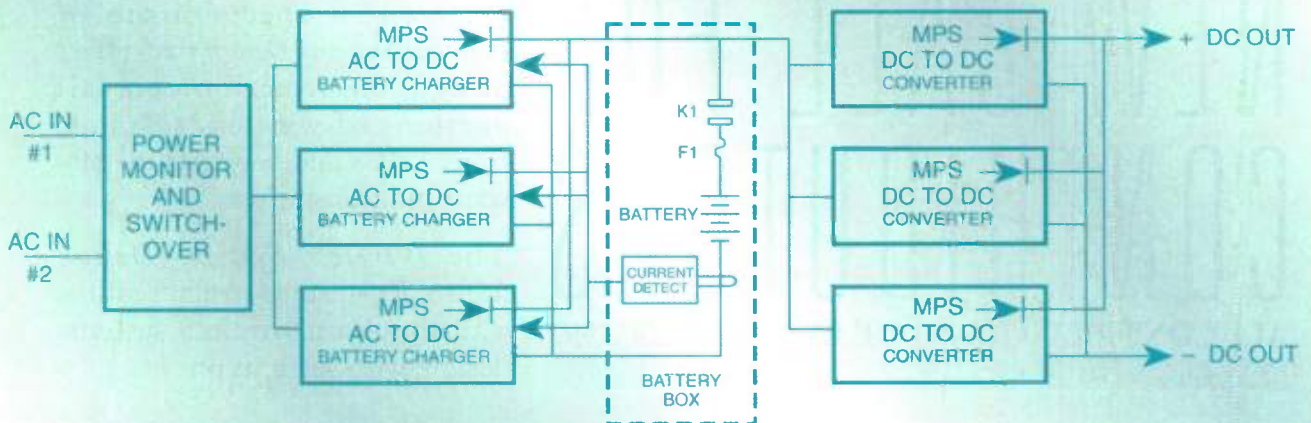 AC IN
#1
AC IN
#2
POWER
MONITOR
AND
SWITCH-
OVER
MPS
AC TO DC
BATTERY CHARGER
MPS
AC TO DC
BATTERY CHARGER
MPS
AC TO DC
BATTERY CHARGER
K1
F1
BATTERY
CURRENT
DETECT
BATTERY
BOX
MPS
DC TO DC
CONVERTER
MPS
DC TO DC
CONVERTER
MPS
DC TO DC
CONVERTER
+ DC OUT
− DC OUT